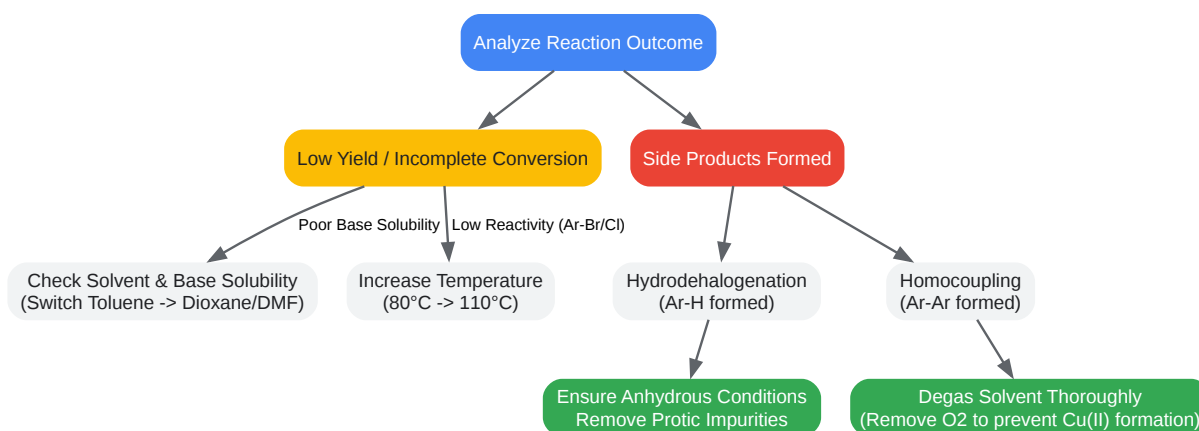 Analyze Reaction Outcome
Low Yield / Incomplete Conversion
Side Products Formed
Poor Base Solubility
Low Reactivity (Ar-Br/Cl)
Check Solvent & Base Solubility
(Switch Toluene -> Dioxane/DMF)
Increase Temperature
(80°C -> 110°C)
Hydrodehalogenation
(Ar-H formed)
Homocoupling
(Ar-Ar formed)
Ensure Anhydrous Conditions
Remove Protic Impurities
Degas Solvent Thoroughly
(Remove O2 to prevent Cu(II) formation)